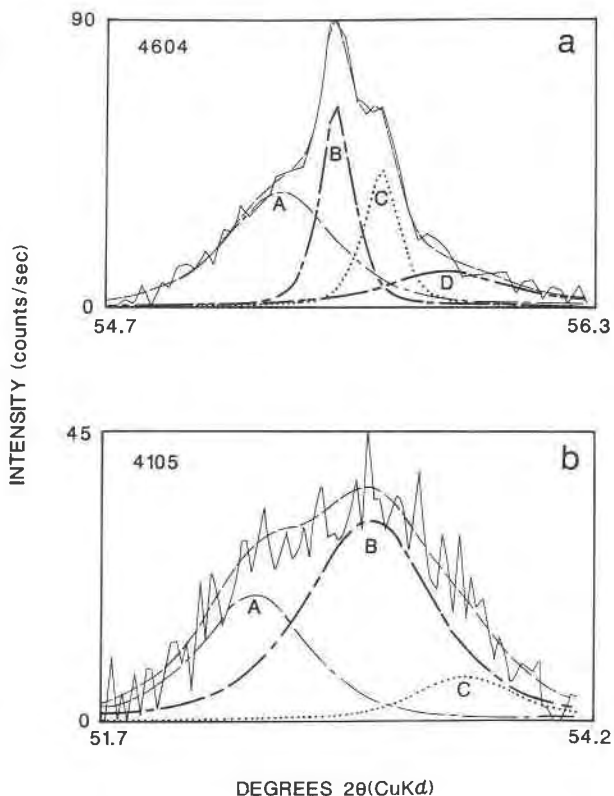 90
4604
a
A
B
C
D
0
54.7
56.3
INTENSITY (counts/sec)
45
4105
b
A
B
C
0
51.7
54.2
DEGREES 2θ(CuKd)